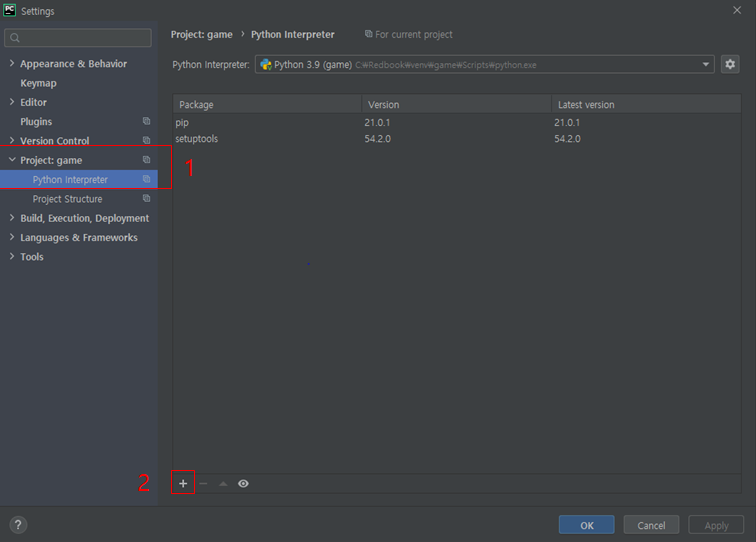 PC Settings
Project: game › Python Interpreter For current project
Python Interpreter: Python 3.9 (game) C:₩Redbook₩venv₩game₩Scripts₩python.exe
Appearance & Behavior
Keymap
Editor
Plugins
Version Control
Project: game
Python Interpreter
Project Structure
Build, Execution, Deployment
Languages & Frameworks
Tools
1
Package Version Latest version
pip 21.0.1 21.0.1
setuptools 54.2.0 54.2.0
2
?
OK Cancel Apply